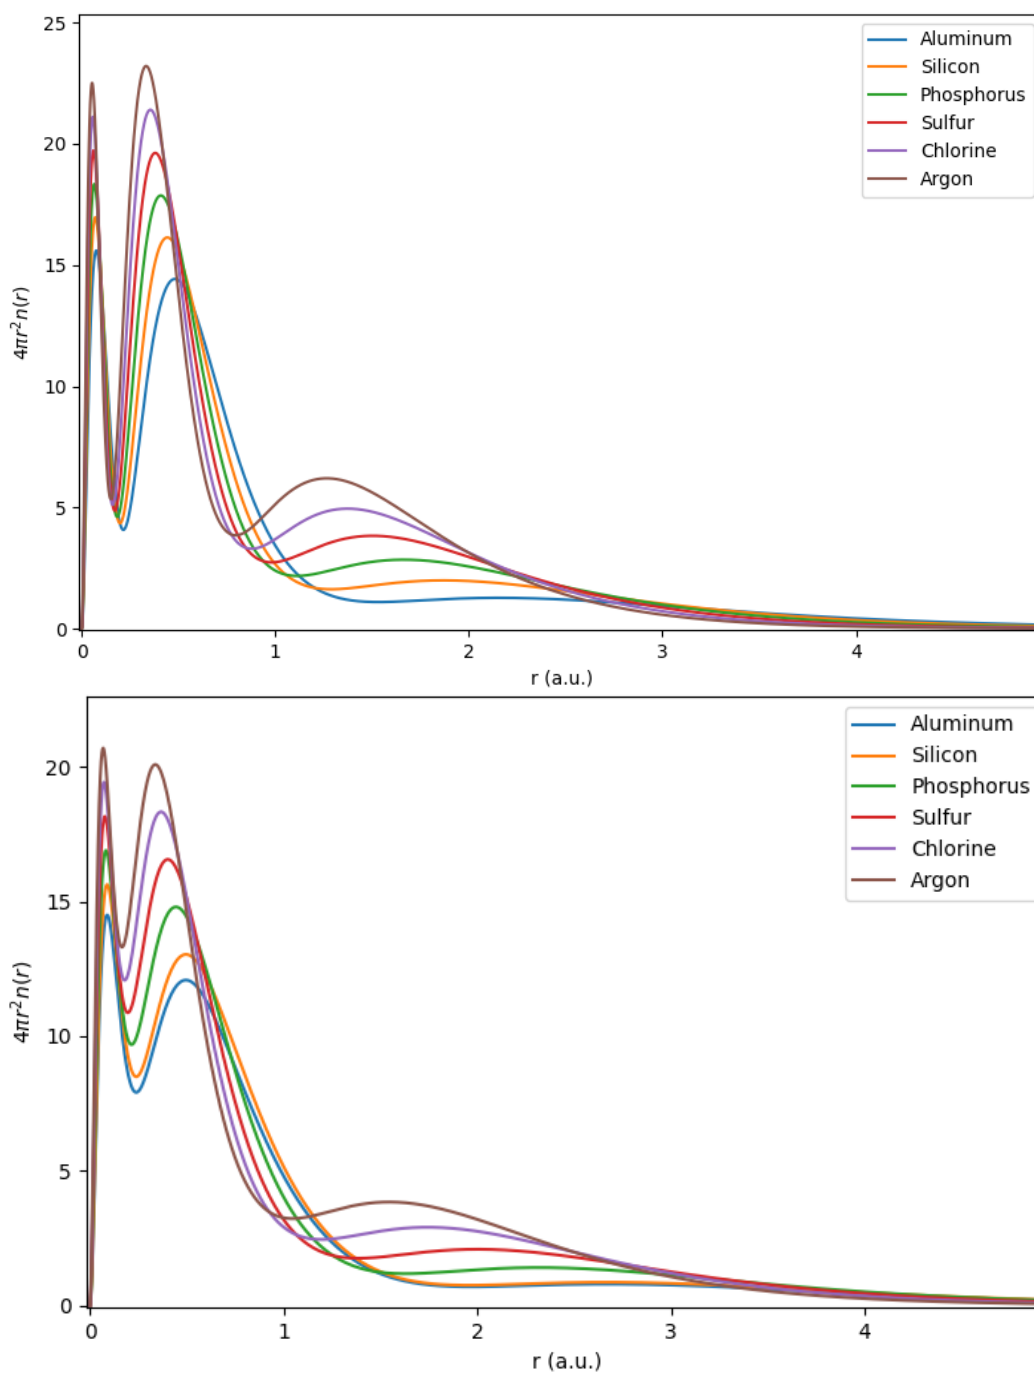 25
20
15
10
5
0
4πr²n(r)
Aluminum
Silicon
Phosphorus
Sulfur
Chlorine
Argon
0 1 2 3 4
r (a.u.)
20
15
10
5
0
4πr²n(r)
Aluminum
Silicon
Phosphorus
Sulfur
Chlorine
Argon
0 1 2 3 4
r (a.u.)